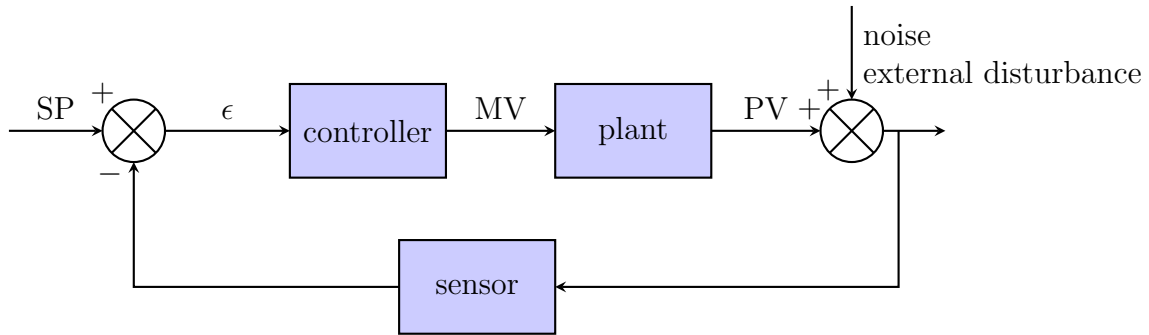 noise
external disturbance
SP
+
−
ϵ
controller
MV
plant
PV
+
+
sensor